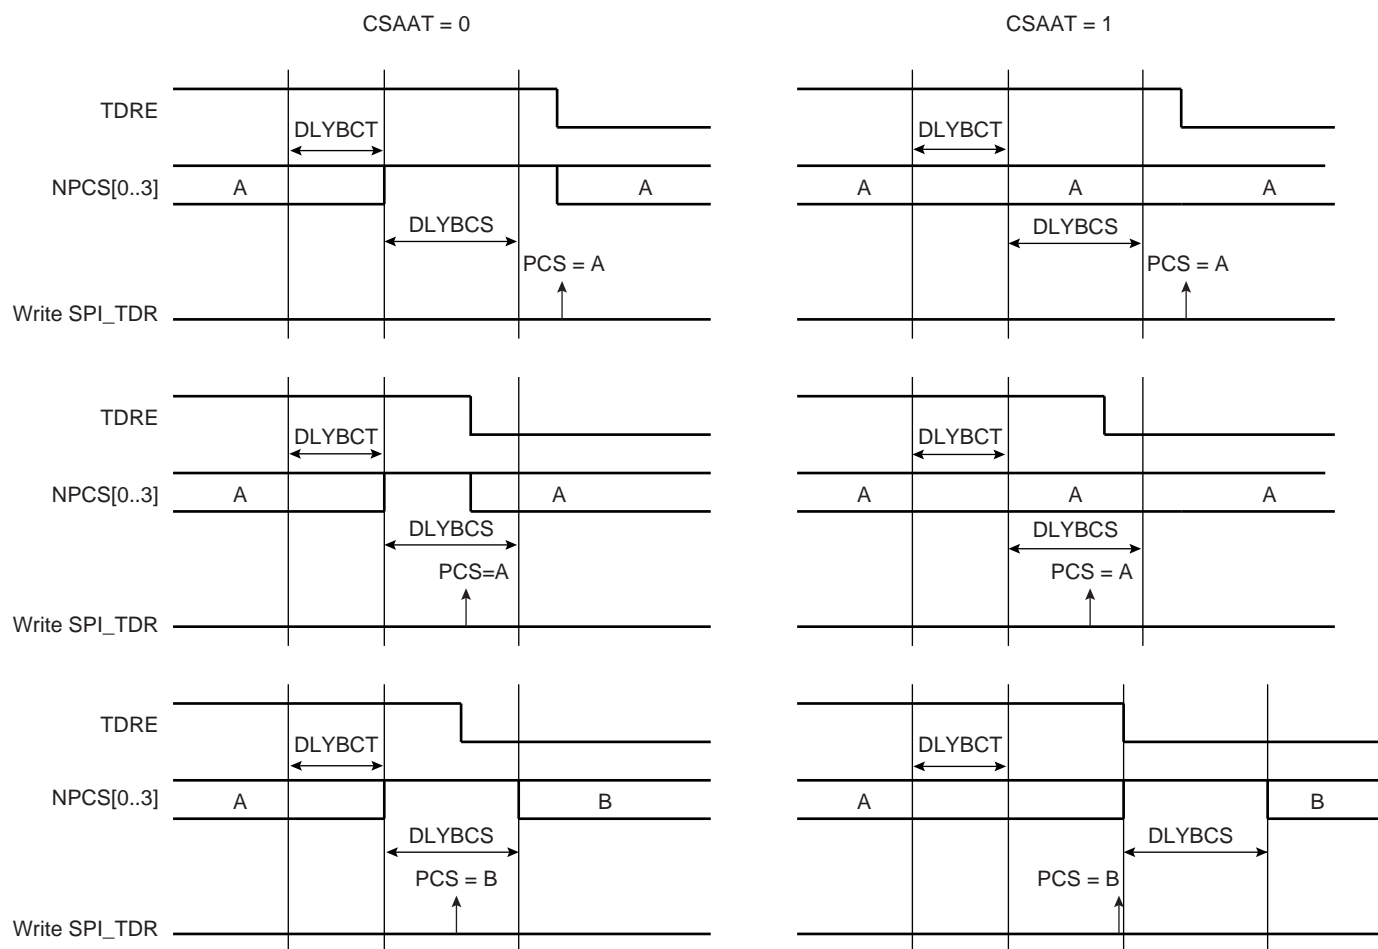 CSAAT = 0 CSAAT = 1
TDRE
DLYBCT DLYBCT
NPCS[0..3] A A A A A
DLYBCS DLYBCS
PCS = A PCS = A
Write SPI_TDR
TDRE
DLYBCT DLYBCT
NPCS[0..3] A A A A A
DLYBCS DLYBCS
PCS=A PCS = A
Write SPI_TDR
TDRE
DLYBCT DLYBCT
NPCS[0..3] A B A B
DLYBCS DLYBCS
PCS = B PCS = B
Write SPI_TDR